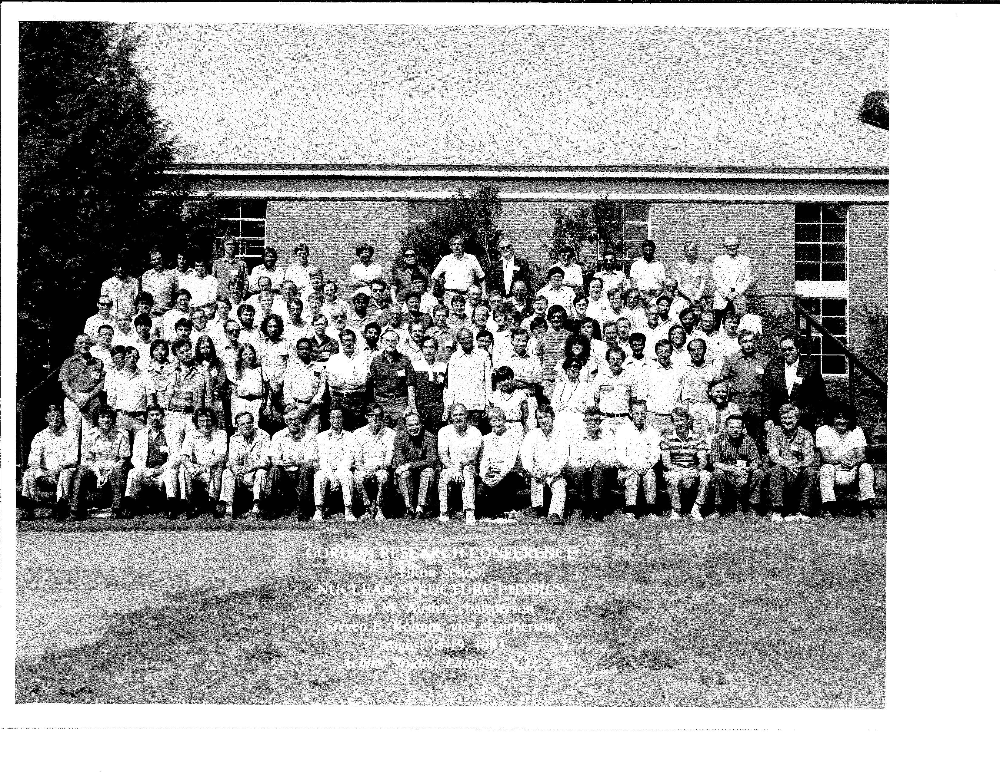 GORDON RESEARCH CONFERENCE
Tilton School
NUCLEAR STRUCTURE PHYSICS
Sam M. Austin, chairperson
Steven E. Koonin, vice chairperson
August 15-19, 1983
Achber Studio, Laconia, N.H.